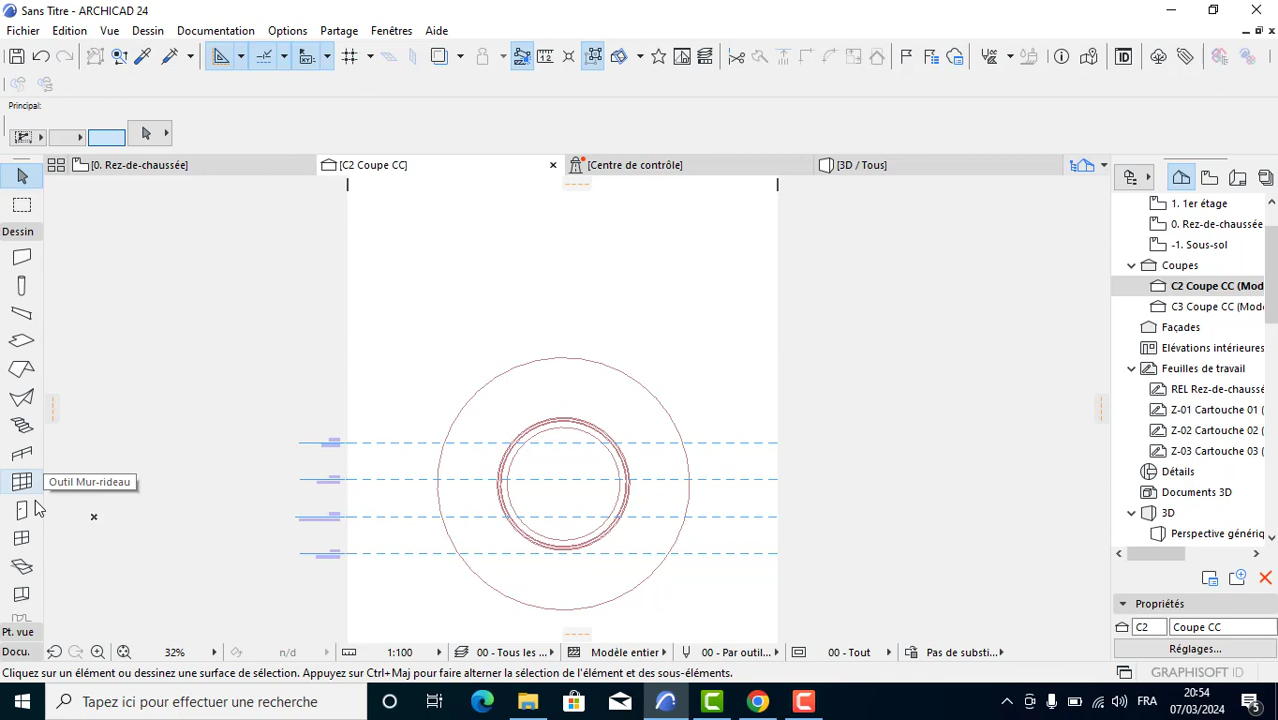 Sans Titre - ARCHICAD 24
Fichier Edition Vue Dessin Documentation Options Partage Fenêtres Aide
Principal:
[0. Rez-de-chaussée]
[C2 Coupe CC]
[Centre de contrôle]
[3D / Tous]
Dessin
Outil Mur-rideau
1. 1er étage
0. Rez-de-chaussée
-1. Sous-sol
Coupes
C2 Coupe CC (Mod
C3 Coupe CC (Mod
Façades
Elévations intérieures
Feuilles de travail
REL Rez-de-chaussé
Z-01 Cartouche 01 (
Z-02 Cartouche 02 (
Z-03 Cartouche 03 (
Détails
Documents 3D
3D
Perspective génériq
Propriétés
C2 Coupe CC
Réglages...
Pt. vue
Docu.
32% n/d 1:100 00 - Tous les ... Modèle entier 00 - Par outil... 00 - Tout Pas de substi...
Cliquez sur un élément ou dessinez une surface de sélection. Appuyez sur Ctrl+Maj pour faire alterner la sélection de l'élément et des sous-éléments.
GRAPHISOFT ID
Tapez ici pour effectuer une recherche
FRA
20:54
07/03/2024
5